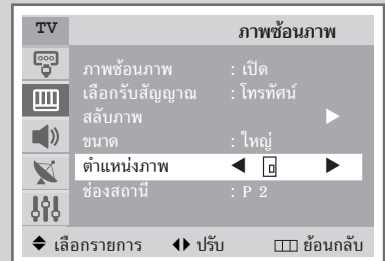 TV ภาพซ้อนภาพ
ภาพซ้อนภาพ : เปิด
เลือกรับสัญญาณ : โทรทัศน์
สลับภาพ
ขนาด : ใหญ่
ตำแหน่งภาพ
ช่องสถานี : P 2
เลือกรายการ ปรับ ย้อนกลับ